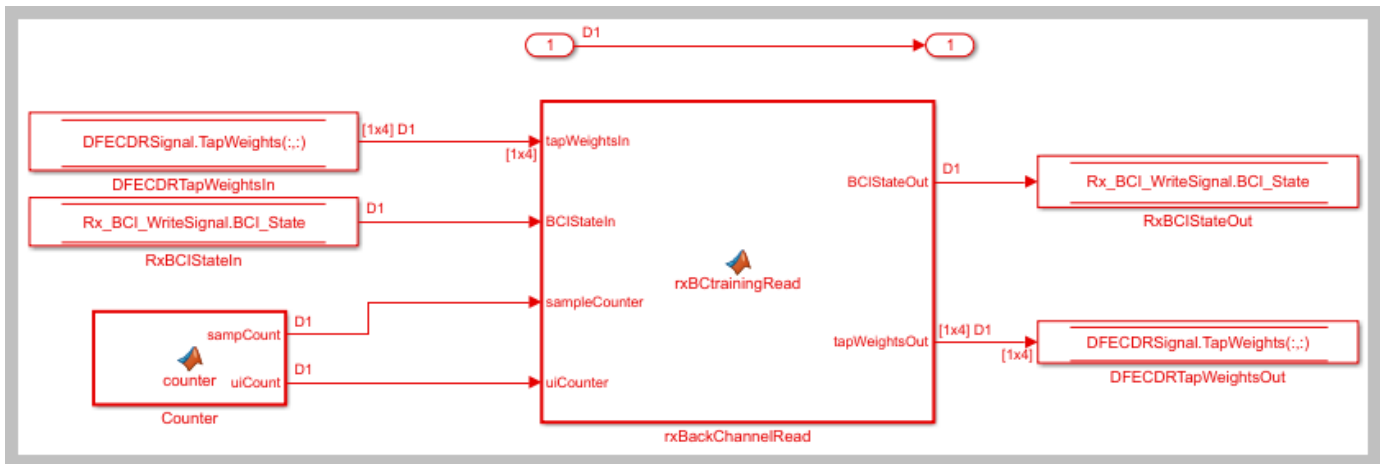 1
D1
1
DFECDRSignal.TapWeights(:,:)
[1x4] D1
[1x4]
DFECDRTapWeightsIn
Rx_BCI_WriteSignal.BCI_State
D1
RxBCIStateIn
sampCount
D1
counter
uiCount
D1
Counter
tapWeightsIn
BCIStateIn
sampleCounter
uiCounter
rxBCtrainingRead
BCIStateOut
tapWeightsOut
rxBackChannelRead
D1
Rx_BCI_WriteSignal.BCI_State
RxBCIStateOut
[1x4] D1
[1x4]
DFECDRSignal.TapWeights(:,:)
DFECDRTapWeightsOut